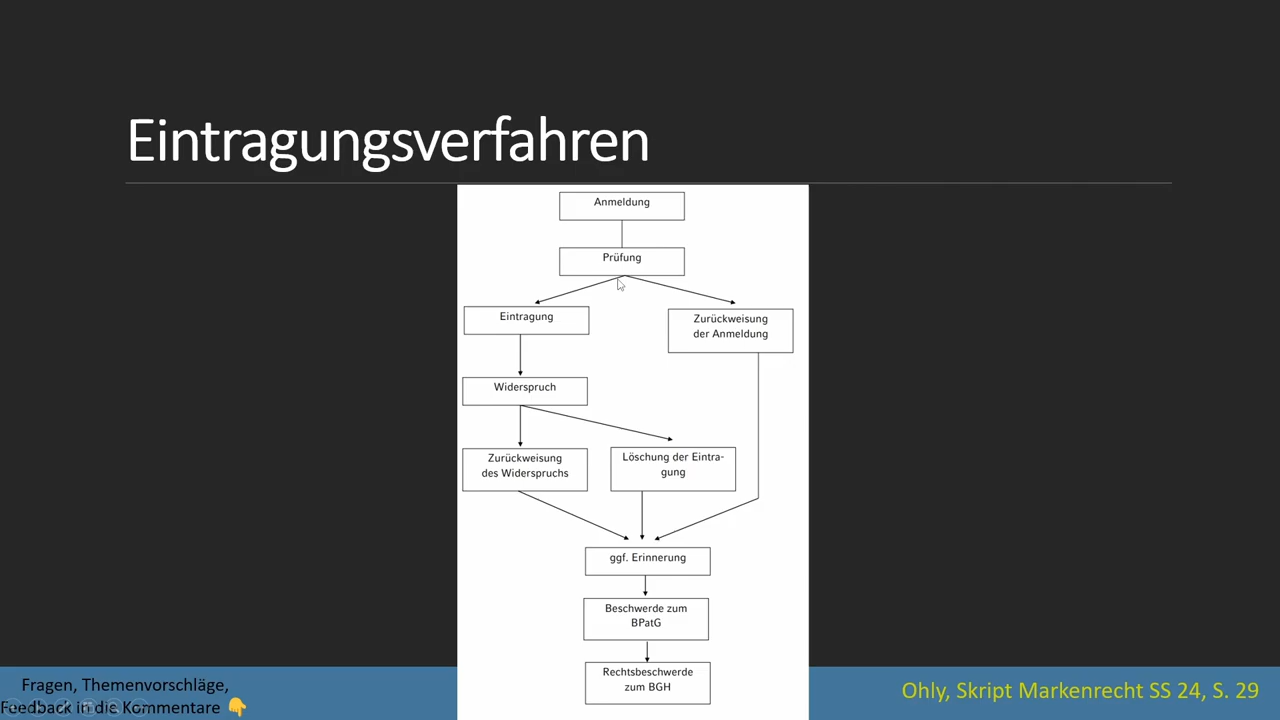 Eintragungsverfahren
Anmeldung
Prüfung
Eintragung
Zurückweisung
der Anmeldung
Widerspruch
Zurückweisung
des Widerspruchs
Löschung der Eintra-
gung
ggf. Erinnerung
Beschwerde zum
BPatG
Rechtsbeschwerde
zum BGH
Fragen, Themenvorschläge,
Feedback in die Kommentare 👇
Ohly, Skript Markenrecht SS 24, S. 29